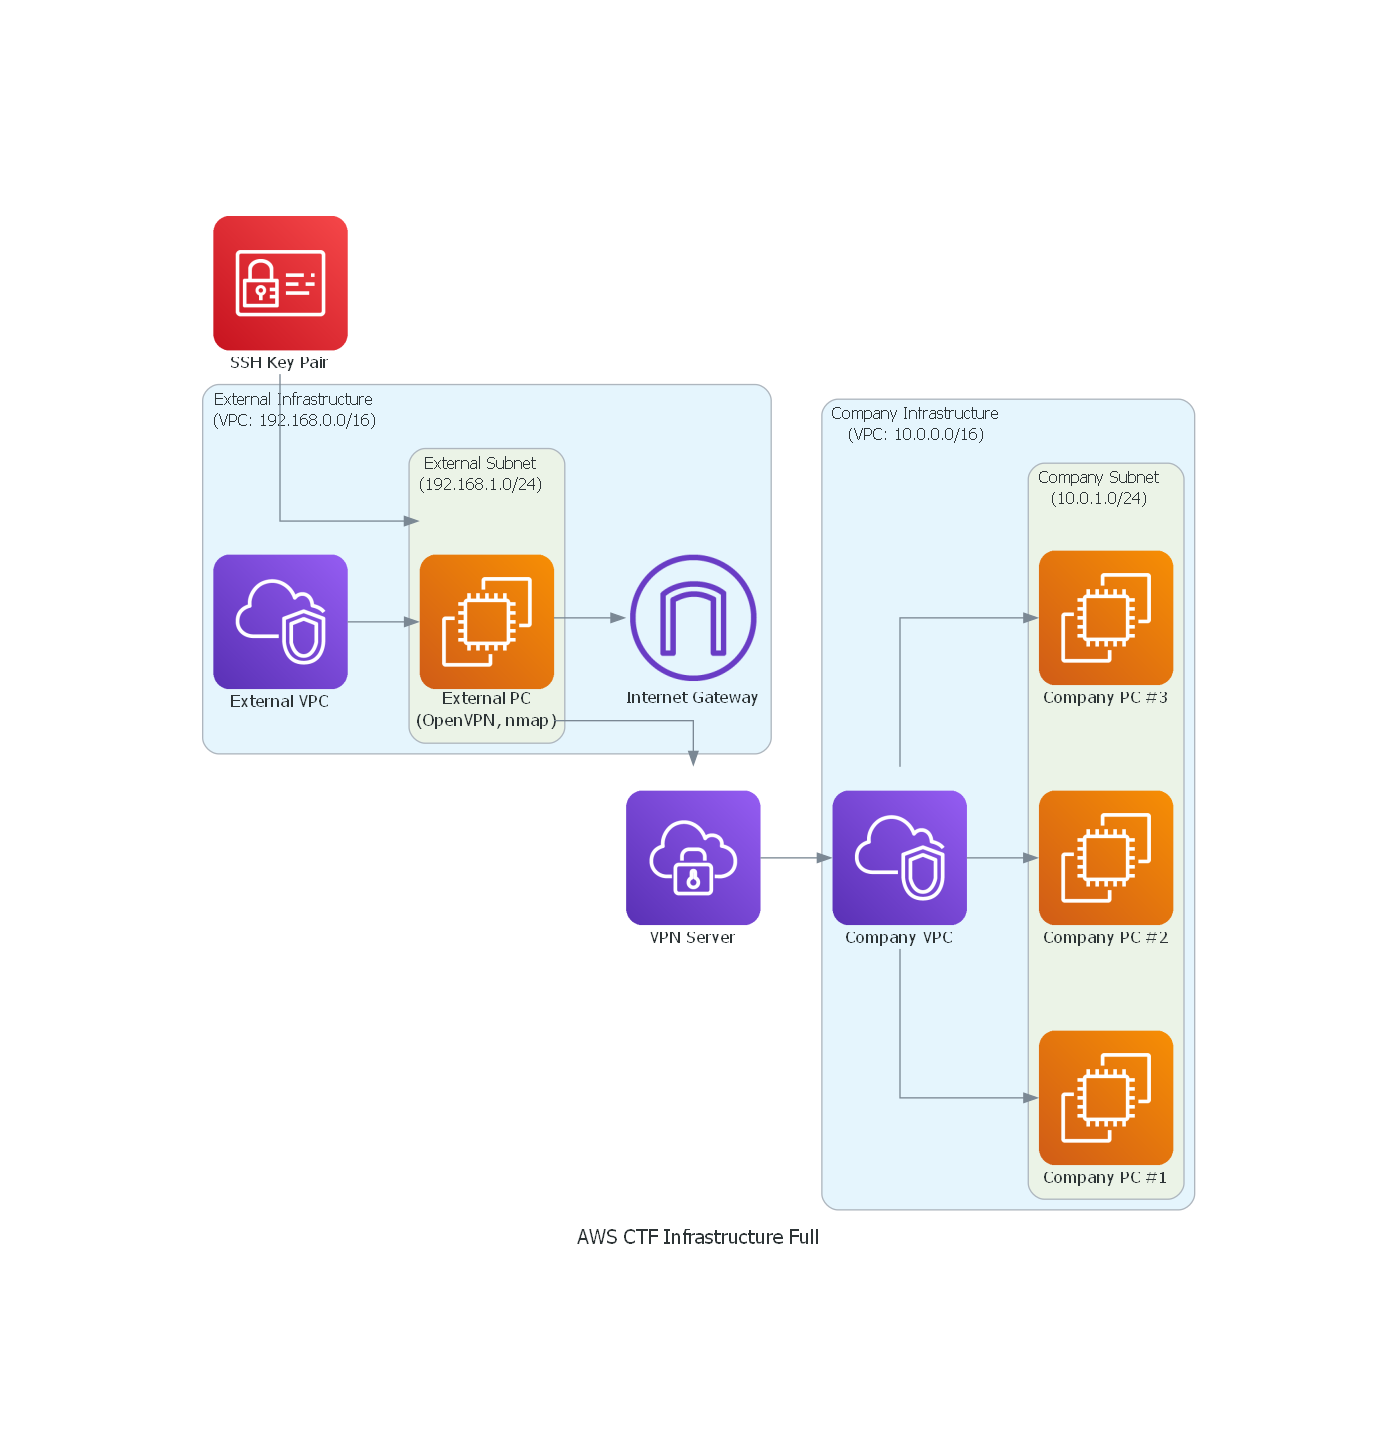 SSH Key Pair
External Infrastructure
(VPC: 192.168.0.0/16)
External Subnet
(192.168.1.0/24)
External VPC
External PC
(OpenVPN, nmap)
Internet Gateway
VPN Server
Company Infrastructure
(VPC: 10.0.0.0/16)
Company Subnet
(10.0.1.0/24)
Company PC #3
Company VPC
Company PC #2
Company PC #1
AWS CTF Infrastructure Full